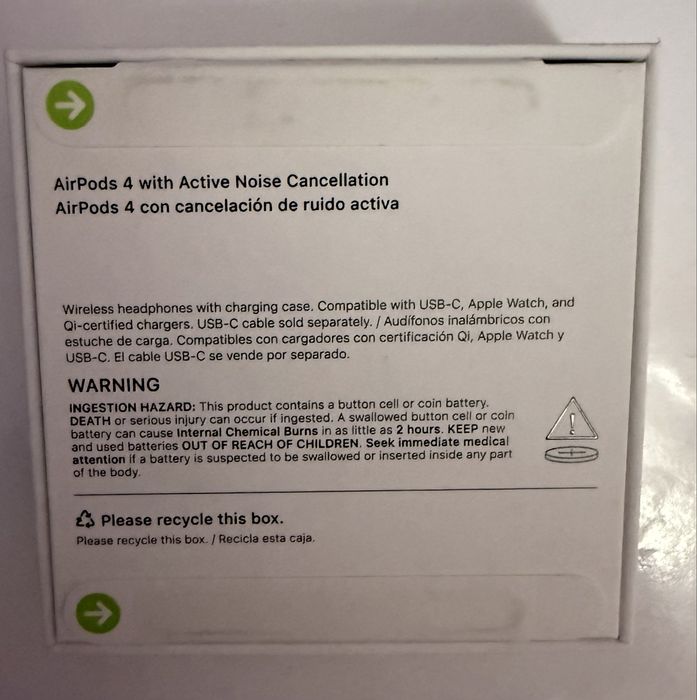 AirPods 4 with Active Noise Cancellation
AirPods 4 con cancelación de ruido activa
Wireless headphones with charging case. Compatible with USB-C, Apple Watch, and
Qi-certified chargers. USB-C cable sold separately. / Audífonos inalámbricos con
estuche de carga. Compatibles con cargadores con certificación Qi, Apple Watch y
USB-C. El cable USB-C se vende por separado.
WARNING
INGESTION HAZARD: This product contains a button cell or coin battery.
DEATH or serious injury can occur if ingested. A swallowed button cell or coin
battery can cause Internal Chemical Burns in as little as 2 hours. KEEP new
and used batteries OUT OF REACH OF CHILDREN. Seek immediate medical
attention if a battery is suspected to be swallowed or inserted inside any part
of the body.
Please recycle this box.
Please recycle this box. / Recicla esta caja.